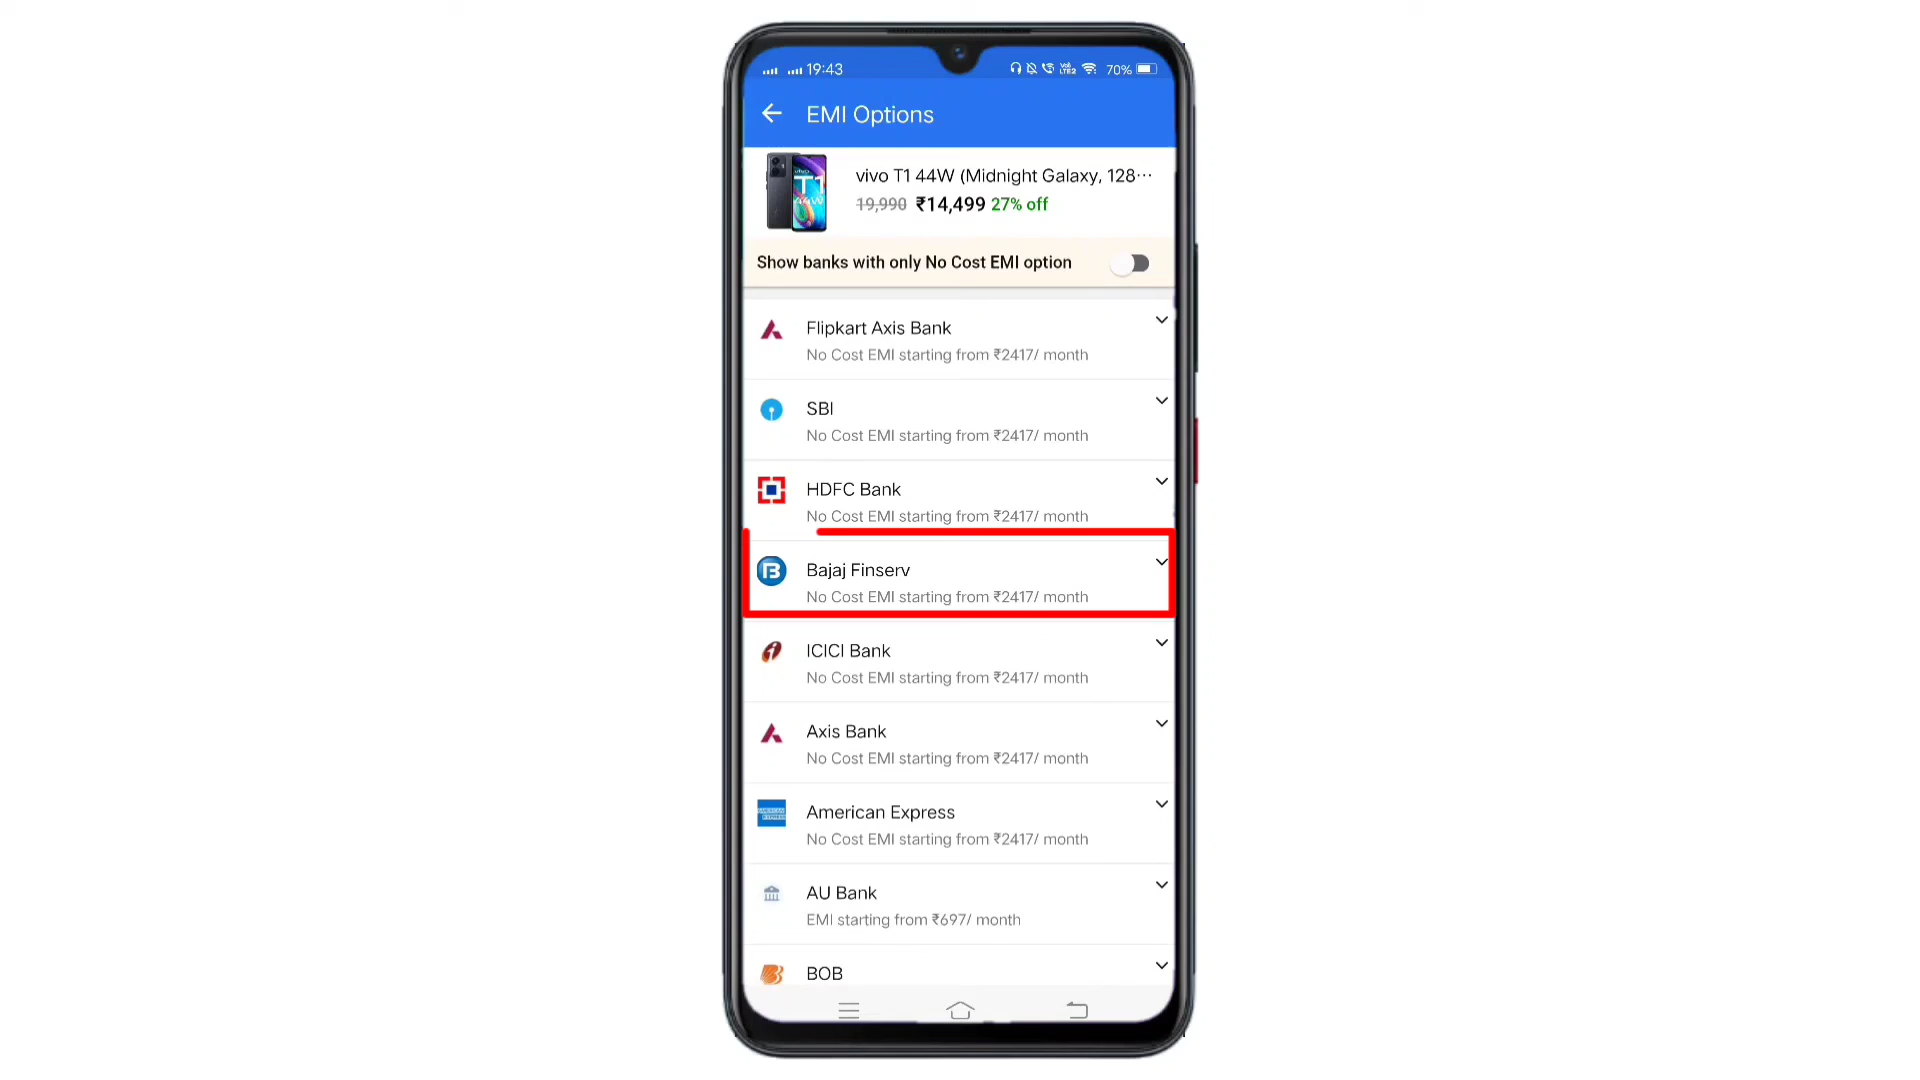 19:43 70%
EMI Options
vivo T1 44W (Midnight Galaxy, 128...
19,990 ₹14,499 27% off
Show banks with only No Cost EMI option
Flipkart Axis Bank
No Cost EMI starting from ₹2417/ month
SBI
No Cost EMI starting from ₹2417/ month
HDFC Bank
No Cost EMI starting from ₹2417/ month
Bajaj Finserv
No Cost EMI starting from ₹2417/ month
ICICI Bank
No Cost EMI starting from ₹2417/ month
Axis Bank
No Cost EMI starting from ₹2417/ month
American Express
No Cost EMI starting from ₹2417/ month
AU Bank
EMI starting from ₹697/ month
BOB